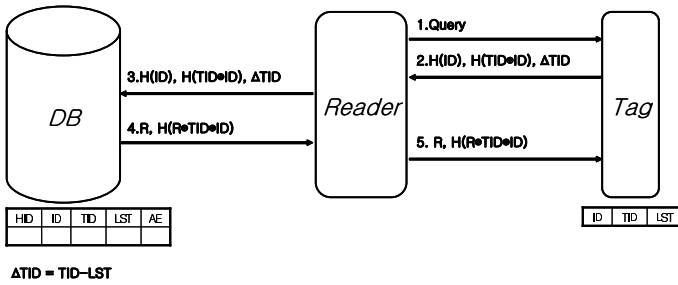 1.Query
2.H(ID), H(TID●ID), ΔTID
3.H(ID), H(TID●ID), ΔTID
DB
Reader
Tag
4.R, H(R●TID●ID)
5. R, H(R●TID●ID)
HID ID TID LST AE
ID TID LST
ΔTID = TID-LST